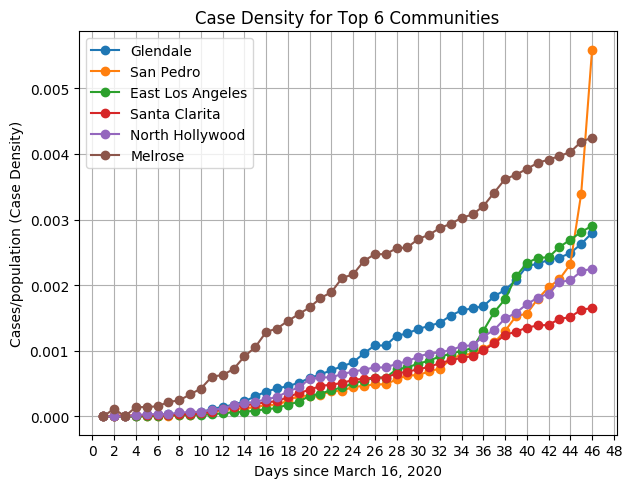 Case Density for Top 6 Communities
Glendale
San Pedro
East Los Angeles
Santa Clarita
North Hollywood
Melrose
0.005
0.004
0.003
0.002
0.001
0.000
Cases/population (Case Density)
0 2 4 6 8 10 12 14 16 18 20 22 24 26 28 30 32 34 36 38 40 42 44 46 48
Days since March 16, 2020